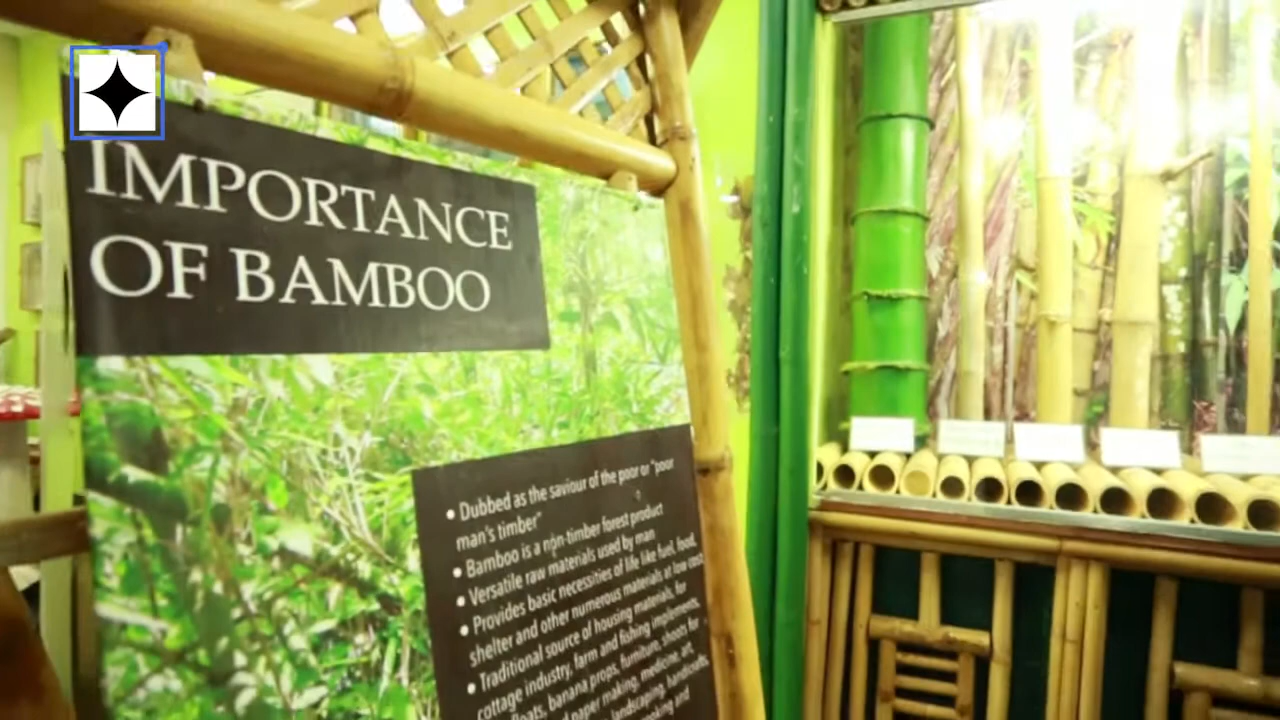 IMPORTANCE
OF BAMBOO
• Dubbed as the saviour of the poor or "poor
man's timber"
• Bamboo is a non-timber forest product
• Versatile raw materials used by man
• Provides basic necessities of life like fuel, food,
shelter and other numerous materials at low cost
• Traditional source of housing materials, for
cottage industry, farm and fishing implements,
boats, banana props, furniture, shoots for
paper making, medicine, art,
landscaping, handicrafts,
and